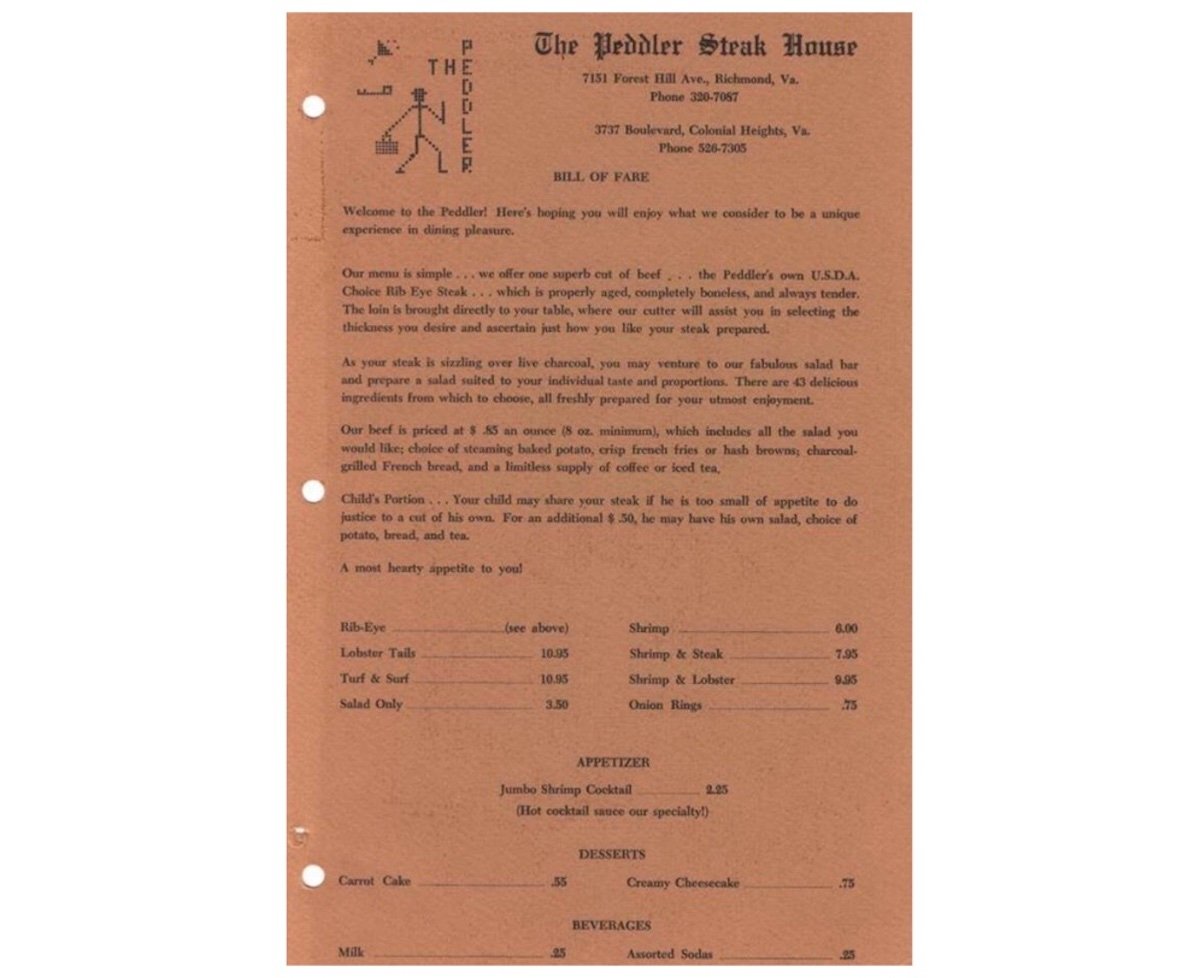 THE PEDDLER
The Peddler Steak House
7151 Forest Hill Ave., Richmond, Va.
Phone 320-7087
3737 Boulevard, Colonial Heights, Va.
Phone 526-7305
BILL OF FARE
Welcome to the Peddler! Here's hoping you will enjoy what we consider to be a unique
experience in dining pleasure.
Our menu is simple . . . we offer one superb cut of beef . . . the Peddler's own U.S.D.A.
Choice Rib Eye Steak . . . which is properly aged, completely boneless, and always tender.
The loin is brought directly to your table, where our cutter will assist you in selecting the
thickness you desire and ascertain just how you like your steak prepared.
As your steak is sizzling over live charcoal, you may venture to our fabulous salad bar
and prepare a salad suited to your individual taste and proportions. There are 43 delicious
ingredients from which to choose, all freshly prepared for your utmost enjoyment.
Our beef is priced at $ .85 an ounce (8 oz. minimum), which includes all the salad you
would like; choice of steaming baked potato, crisp french fries or hash browns; charcoal-
grilled French bread, and a limitless supply of coffee or iced tea.
Child's Portion . . . Your child may share your steak if he is too small of appetite to do
justice to a cut of his own. For an additional $ .50, he may have his own salad, choice of
potato, bread, and tea.
A most hearty appetite to you!
Rib-Eye (see above) Shrimp 6.00
Lobster Tails 10.95 Shrimp & Steak 7.95
Turf & Surf 10.95 Shrimp & Lobster 9.95
Salad Only 3.50 Onion Rings .75
APPETIZER
Jumbo Shrimp Cocktail 2.25
(Hot cocktail sauce our specialty!)
DESSERTS
Carrot Cake .55 Creamy Cheesecake .75
BEVERAGES
Milk .25 Assorted Sodas .25